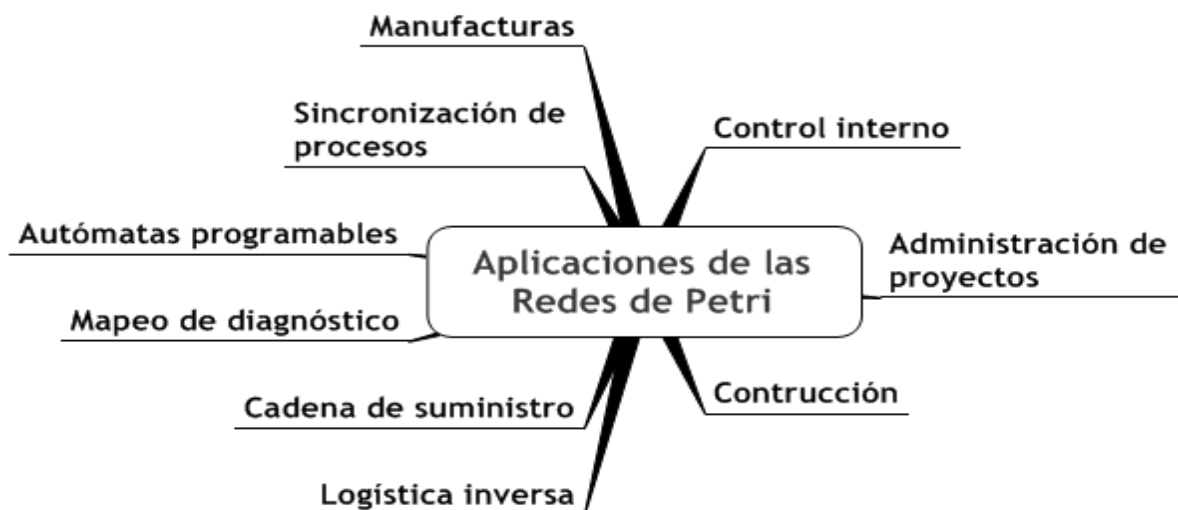 Manufacturas
Sincronización de
procesos
Control interno
Autómatas programables
Aplicaciones de las
Redes de Petri
Administración de
proyectos
Mapeo de diagnóstico
Cadena de suministro
Contrucción
Logística inversa